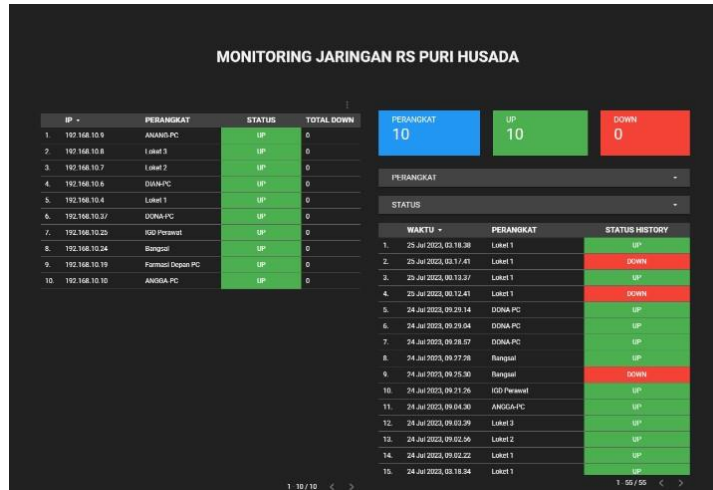 MONITORING JARINGAN RS PURI HUSADA
IP PERANGKAT STATUS TOTAL DOWN
1. 192.168.10.9 ANANG-PC UP 0
2. 192.168.10.8 Loket 3 UP 0
3. 192.168.10.7 Loket 2 UP 0
4. 192.168.10.6 DIAN-PC UP 0
5. 192.168.10.4 Loket 1 UP 0
6. 192.168.10.37 DONA-PC UP 0
7. 192.168.10.25 IGD Perawat UP 0
8. 192.168.10.24 Bangsal UP 0
9. 192.168.10.19 Farmasi Depan PC UP 0
10. 192.168.10.10 ANGGA-PC UP 0
1 - 10 / 10 < >
PERANGKAT
10
UP
10
DOWN
0
PERANGKAT
STATUS
WAKTU PERANGKAT STATUS HISTORY
1. 25 Jul 2023, 03.18.38 Loket 1 UP
2. 25 Jul 2023, 03.17.41 Loket 1 DOWN
3. 25 Jul 2023, 00.13.37 Loket 1 UP
4. 25 Jul 2023, 00.12.41 Loket 1 DOWN
5. 24 Jul 2023, 09.29.14 DONA-PC UP
6. 24 Jul 2023, 09.29.04 DONA-PC UP
7. 24 Jul 2023, 09.28.57 DONA-PC UP
8. 24 Jul 2023, 09.27.28 Bangsal UP
9. 24 Jul 2023, 09.25.30 Bangsal DOWN
10. 24 Jul 2023, 09.21.26 IGD Perawat UP
11. 24 Jul 2023, 09.04.30 ANGGA-PC UP
12. 24 Jul 2023, 09.03.39 Loket 3 UP
13. 24 Jul 2023, 09.02.56 Loket 2 UP
14. 24 Jul 2023, 09.02.22 Loket 1 UP
15. 24 Jul 2023, 03.18.34 Loket 1 UP
1 - 55 / 55 < >